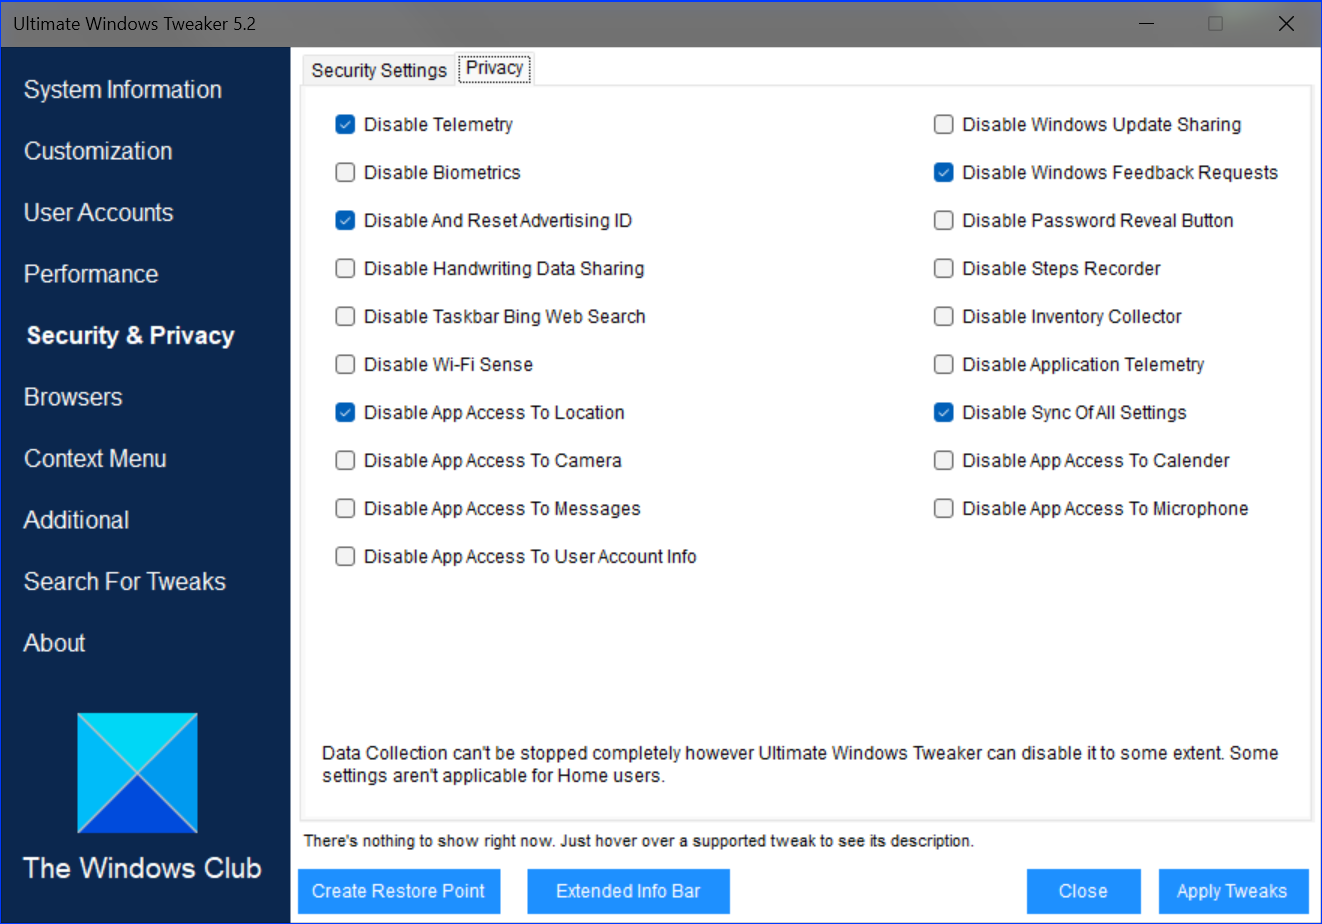 Ultimate Windows Tweaker 5.2
System Information
Customization
User Accounts
Performance
Security & Privacy
Browsers
Context Menu
Additional
Search For Tweaks
About
The Windows Club
Security Settings
Privacy
Disable Telemetry
Disable Biometrics
Disable And Reset Advertising ID
Disable Handwriting Data Sharing
Disable Taskbar Bing Web Search
Disable Wi-Fi Sense
Disable App Access To Location
Disable App Access To Camera
Disable App Access To Messages
Disable App Access To User Account Info
Disable Windows Update Sharing
Disable Windows Feedback Requests
Disable Password Reveal Button
Disable Steps Recorder
Disable Inventory Collector
Disable Application Telemetry
Disable Sync Of All Settings
Disable App Access To Calender
Disable App Access To Microphone
Data Collection can't be stopped completely however Ultimate Windows Tweaker can disable it to some extent. Some
settings aren't applicable for Home users.
There's nothing to show right now. Just hover over a supported tweak to see its description.
Create Restore Point
Extended Info Bar
Close
Apply Tweaks